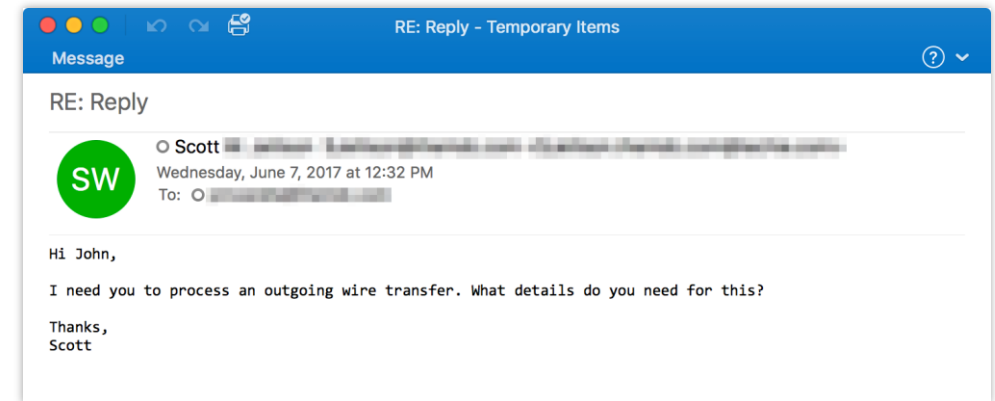 RE: Reply - Temporary Items
Message
?
RE: Reply
SW
Scott
Wednesday, June 7, 2017 at 12:32 PM
To:
Hi John,
I need you to process an outgoing wire transfer. What details do you need for this?
Thanks,
Scott